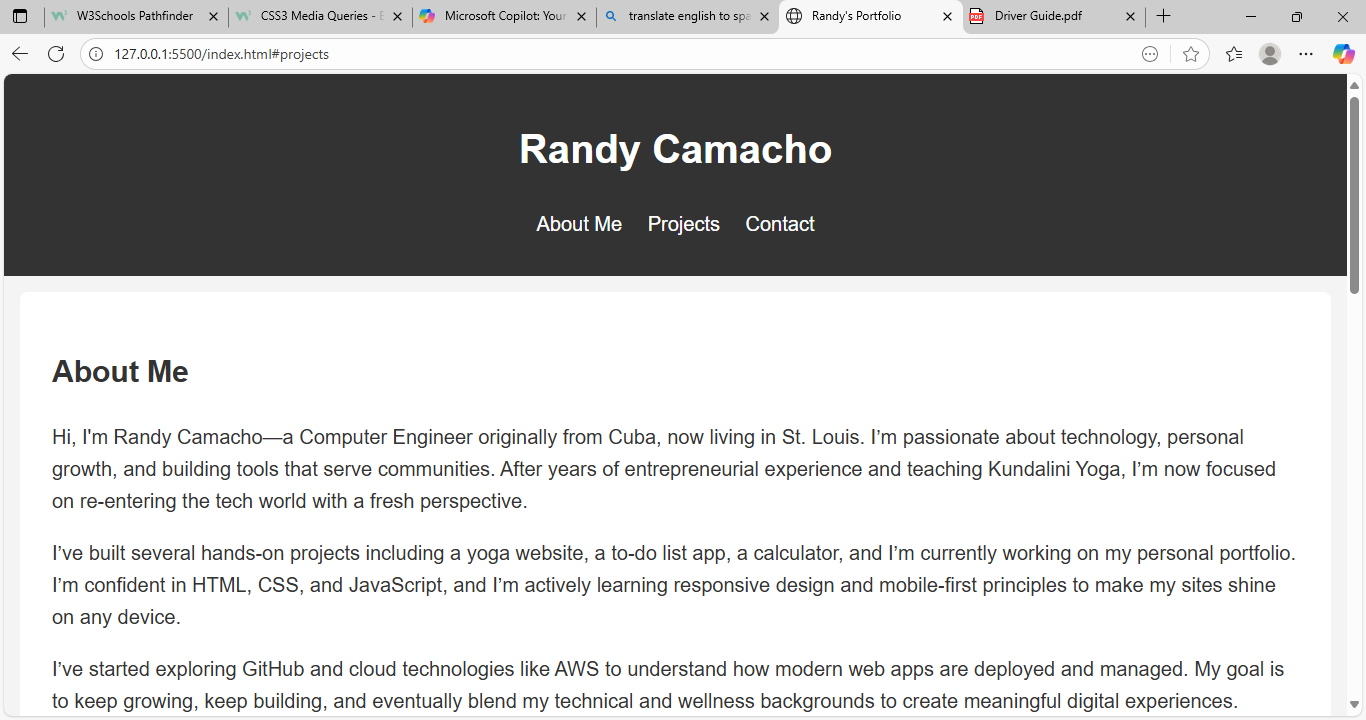 W3Schools Pathfinder
CSS3 Media Queries - E
Microsoft Copilot: Your
translate english to spa
Randy's Portfolio
PDF
Driver Guide.pdf
127.0.0.1:5500/index.html#projects
Randy Camacho
About Me Projects Contact
About Me
Hi, I'm Randy Camacho—a Computer Engineer originally from Cuba, now living in St. Louis. I’m passionate about technology, personal
growth, and building tools that serve communities. After years of entrepreneurial experience and teaching Kundalini Yoga, I’m now focused
on re-entering the tech world with a fresh perspective.
I’ve built several hands-on projects including a yoga website, a to-do list app, a calculator, and I’m currently working on my personal portfolio.
I’m confident in HTML, CSS, and JavaScript, and I’m actively learning responsive design and mobile-first principles to make my sites shine
on any device.
I’ve started exploring GitHub and cloud technologies like AWS to understand how modern web apps are deployed and managed. My goal is
to keep growing, keep building, and eventually blend my technical and wellness backgrounds to create meaningful digital experiences.